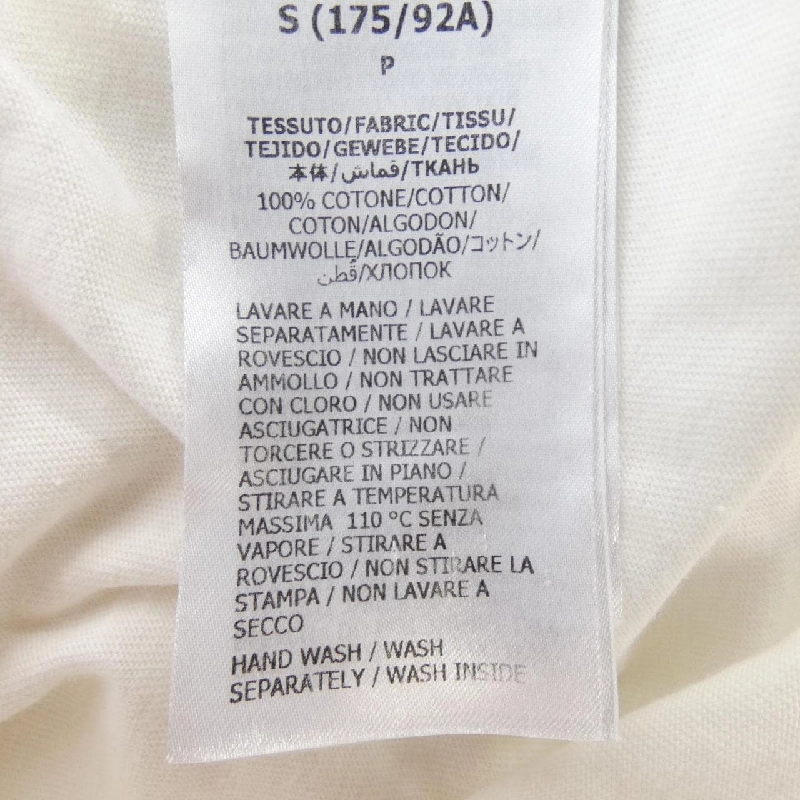 S (175/92A)
P
TESSUTO/FABRIC/TISSU/
TEJIDO/GEWEBE/TECIDO/
本体/قماش/ТКАНЬ
100% COTONE/COTTON/
COTON/ALGODON/
BAUMWOLLE/ALGODÃO/コットン/
قطن/ХЛОПОК
LAVARE A MANO / LAVARE
SEPARATAMENTE / LAVARE A
ROVESCIO / NON LASCIARE IN
AMMOLLO / NON TRATTARE
CON CLORO / NON USARE
ASCIUGATRICE / NON
TORCERE O STRIZZARE /
ASCIUGARE IN PIANO /
STIRARE A TEMPERATURA
MASSIMA 110 °C SENZA
VAPORE / STIRARE A
ROVESCIO / NON STIRARE LA
STAMPA / NON LAVARE A
SECCO
HAND WASH / WASH
SEPARATELY / WASH INSIDE